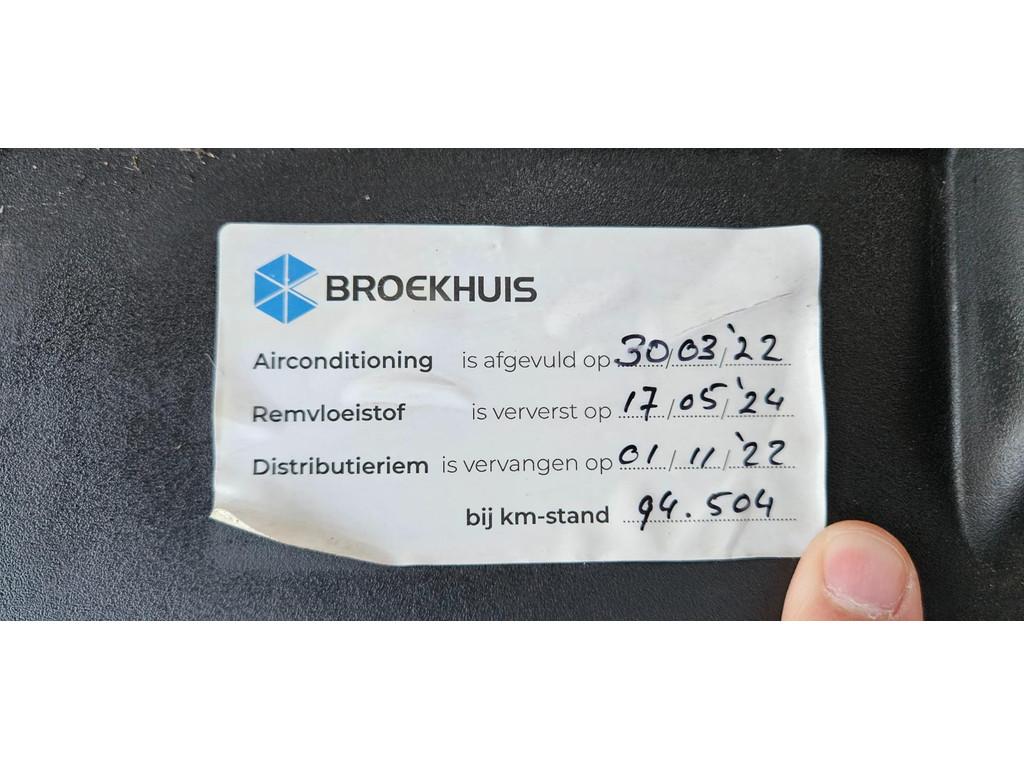 BROEKHUIS
Airconditioning is afgevuld op 30/03/'22
Remvloeistof is ververst op 17/05/'24
Distributieriem is vervangen op 01/11/'22
bij km-stand 94.504